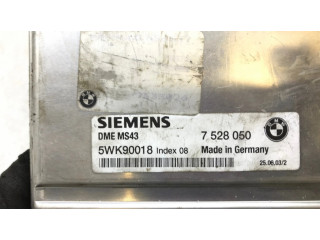 SIEMENS
DME MS43 7 528 050
5WK90018 Index 08 Made in Germany
25.06.03/2